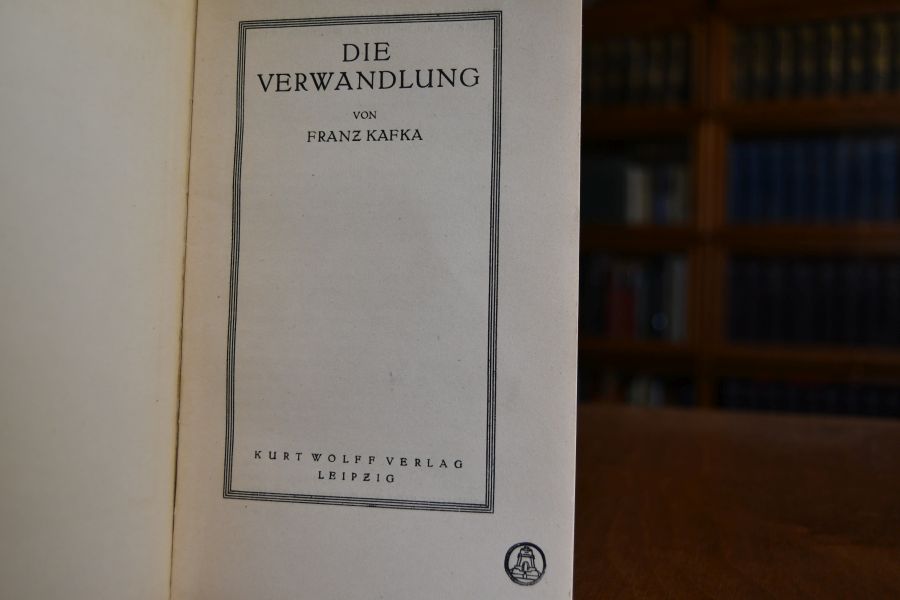 DIE
VERWANDLUNG
VON
FRANZ KAFKA
KURT WOLFF VERLAG
LEIPZIG